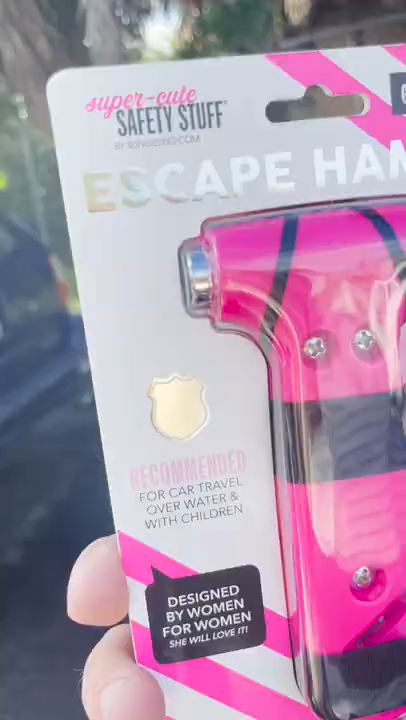 super-cute
SAFETY STUFF™
ESCAPE HAM
RECOMMENDED
FOR CAR TRAVEL
OVER WATER &
WITH CHILDREN
DESIGNED
BY WOMEN
FOR WOMEN
SHE WILL LOVE IT!